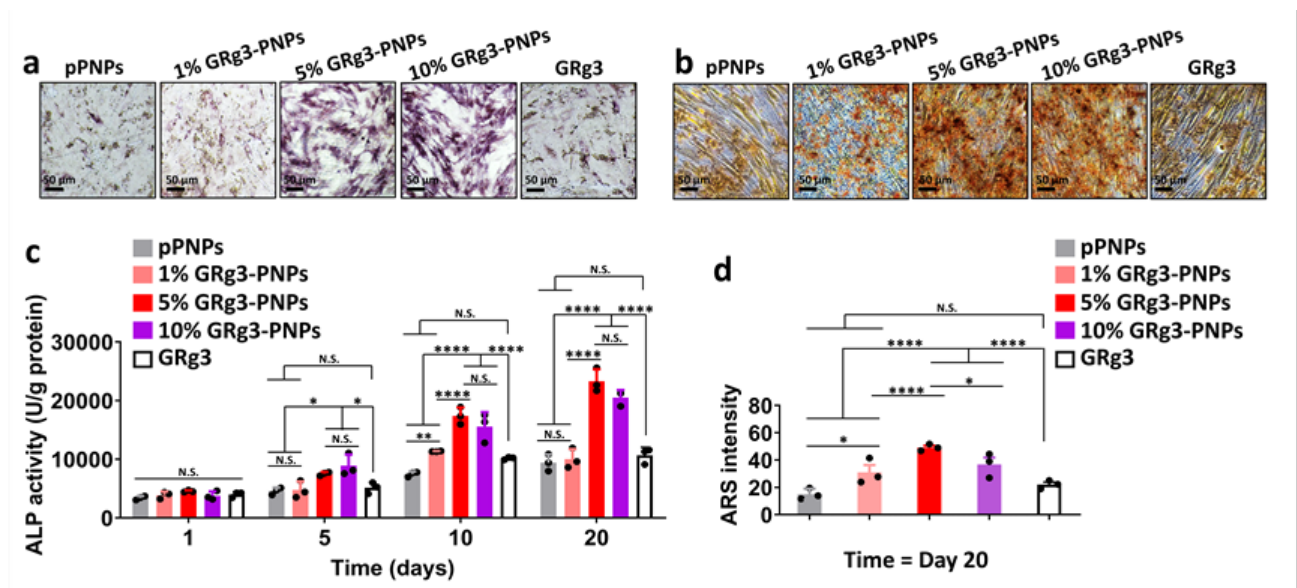 a
pPNPs
1% GRg3-PNPs
5% GRg3-PNPs
10% GRg3-PNPs
GRg3
50 µm
50 µm
50 µm
50 µm
50 µm
b
pPNPs
1% GRg3-PNPs
5% GRg3-PNPs
10% GRg3-PNPs
GRg3
50 µm
50 µm
50 µm
50 µm
50 µm
c
pPNPs
1% GRg3-PNPs
5% GRg3-PNPs
10% GRg3-PNPs
GRg3
ALP activity (U/g protein)
30000
20000
10000
0
N.S.
N.S.
* *
N.S. N.S.
N.S.
**** ****
N.S.
** ****
N.S.
**** ****
**** N.S.
N.S.
1 5 10 20
Time (days)
d
pPNPs
1% GRg3-PNPs
5% GRg3-PNPs
10% GRg3-PNPs
GRg3
ARS intensity
80
60
40
20
0
N.S.
**** ****
**** *
*
Time = Day 20